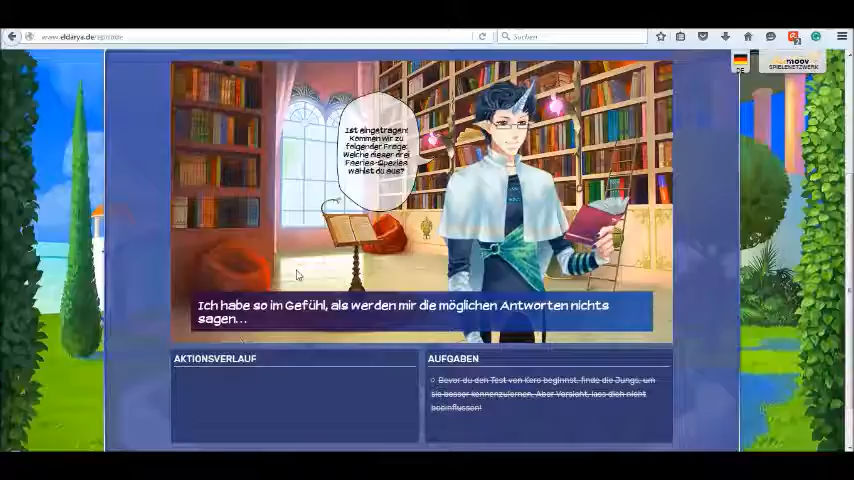 www.eldarya.de/episode
Suchen
DE
moov
SPIELENETZWERK
Ist eingetragen!
Kommen wir zu
folgender Frage:
Welche dieser drei
Faeries-Spezies
wählst du aus?
Ich habe so im Gefühl, als werden mir die möglichen Antworten nichts
sagen...
AKTIONSVERLAUF
AUFGABEN
Bevor du den Test von Kero beginnst, finde die Jungs, um
sie besser kennenzulernen. Aber Vorsicht, lass dich nicht
beeinflussen!